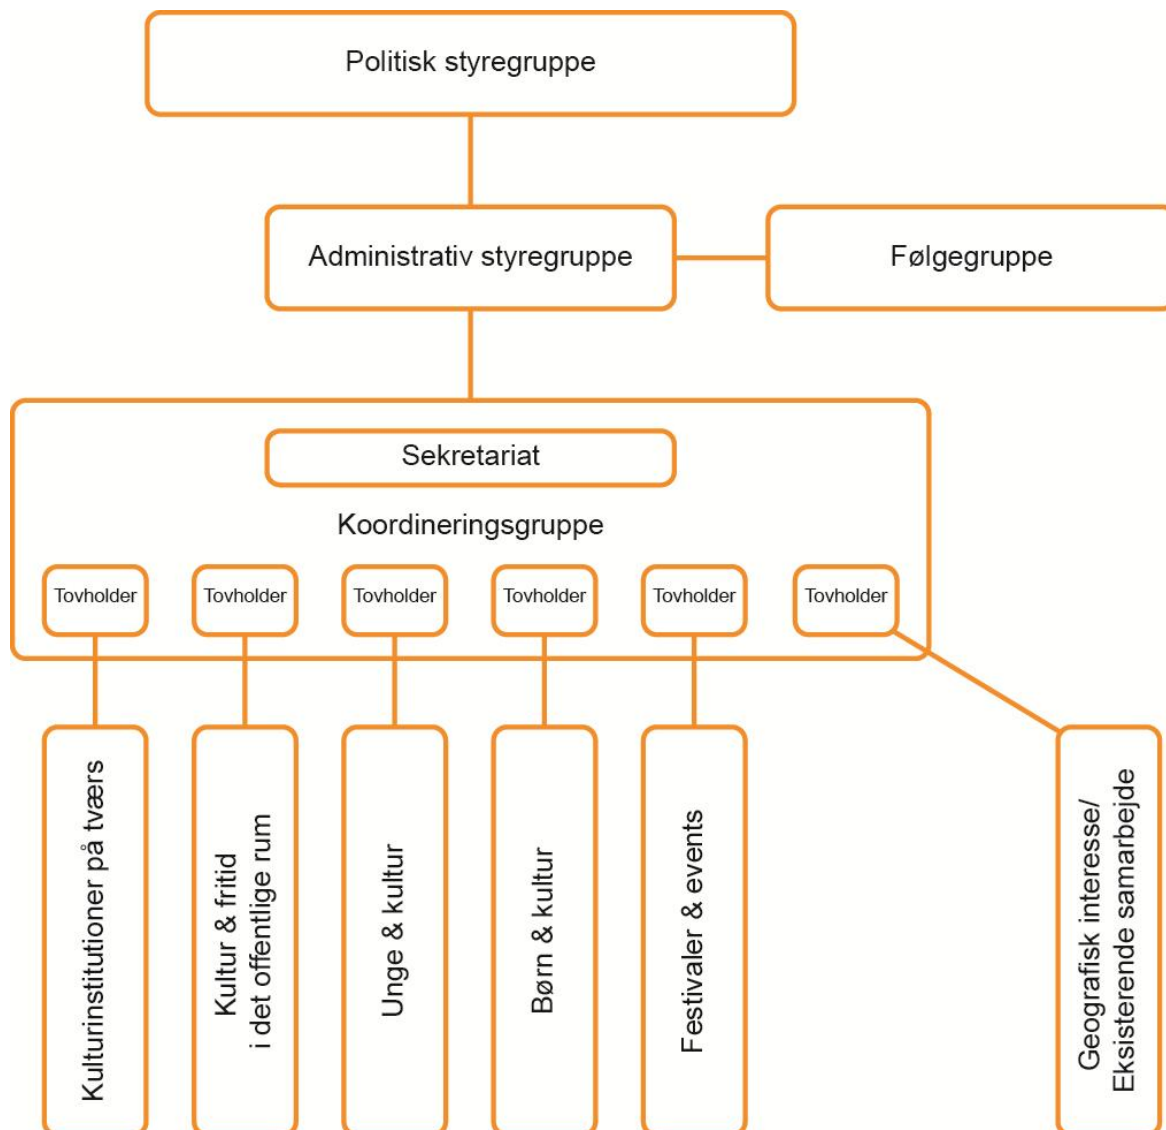 Politisk styregruppe
Administrativ styregruppe
Følgegruppe
Sekretariat
Koordineringsgruppe
Tovholder
Tovholder
Tovholder
Tovholder
Tovholder
Tovholder
Kulturinstitutioner på tværs
Kultur & fritid
i det offentlige rum
Unge & kultur
Børn & kultur
Festivaler & events
Geografisk interesse/
Eksisterende samarbejde